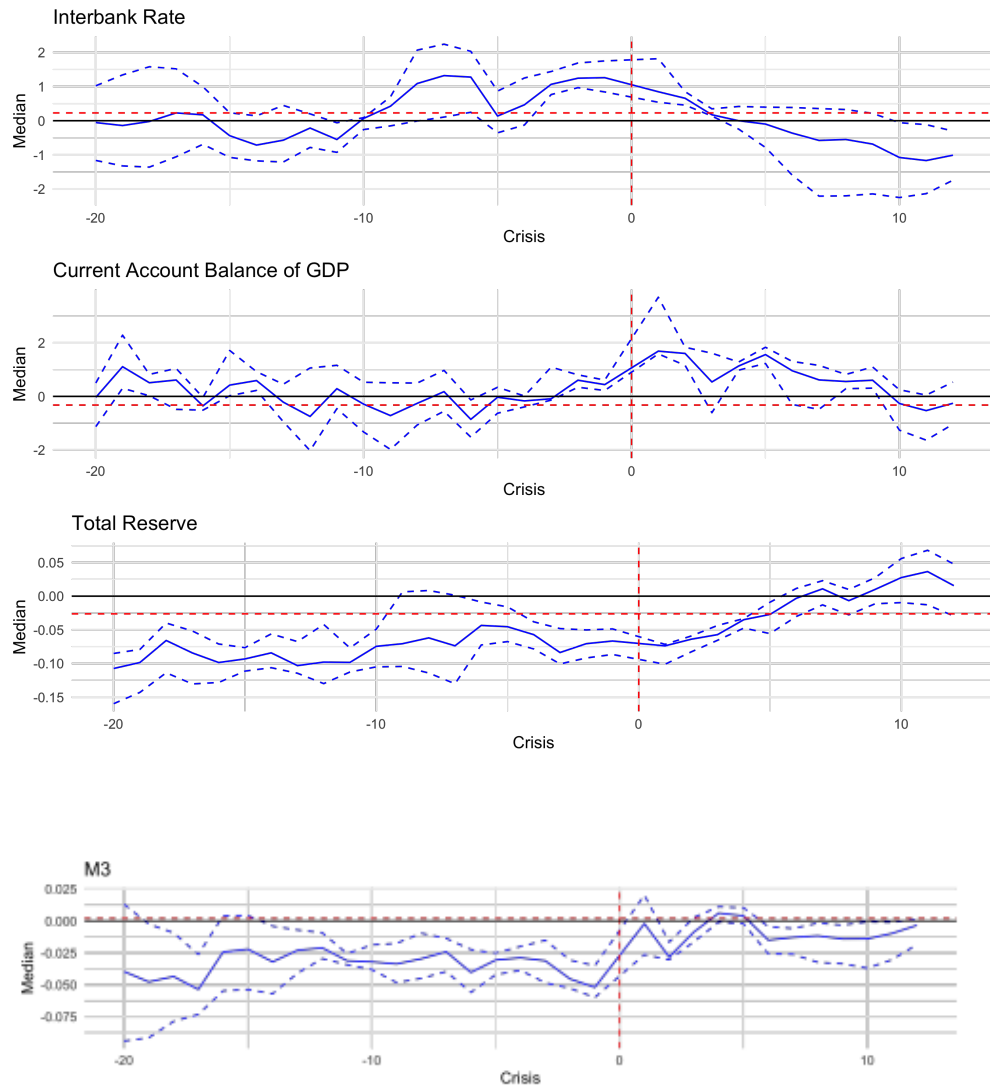 Interbank Rate
2
1
0
-1
-2
Median
-20 -10 0 10
Crisis
Current Account Balance of GDP
2
0
-2
Median
-20 -10 0 10
Crisis
Total Reserve
0.05
0.00
-0.05
-0.10
-0.15
Median
-20 -10 0 10
Crisis
M3
0.025
0.000
-0.025
-0.050
-0.075
Median
-20 -10 0 10
Crisis